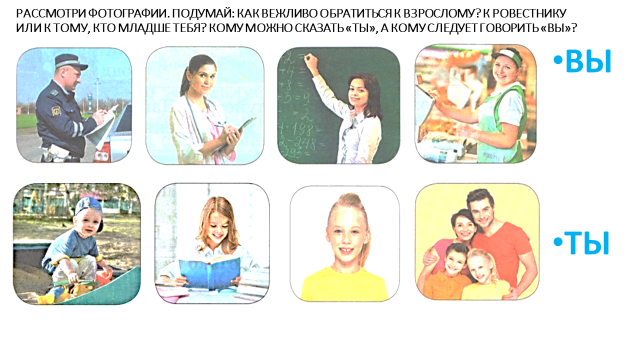 РАССМОТРИ ФОТОГРАФИИ. ПОДУМАЙ: КАК ВЕЖЛИВО ОБРАТИТЬСЯ К ВЗРОСЛОМУ? К РОВЕСТНИКУ
ИЛИ К ТОМУ, КТО МЛАДШЕ ТЕБЯ? КОМУ МОЖНО СКАЗАТЬ «ТЫ», А КОМУ СЛЕДУЕТ ГОВОРИТЬ «ВЫ»?
•ВЫ
•ТЫ